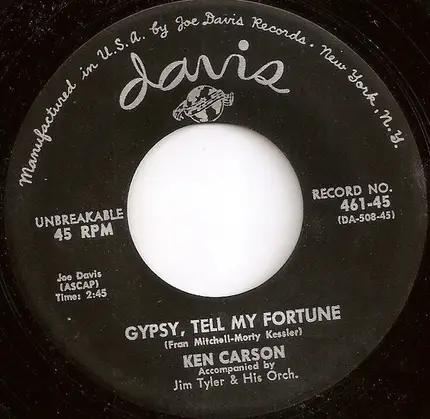 Manufactured in U.S.A. by Joe Davis Records. New York, N.Y.
davis
UNBREAKABLE
45 RPM
RECORD NO.
461-45
(DA-508-45)
Joe Davis
(ASCAP)
Time: 2:45
GYPSY, TELL MY FORTUNE
(Fran Mitchell-Morty Kessler)
KEN CARSON
Accompanied by
Jim Tyler & His Orch.